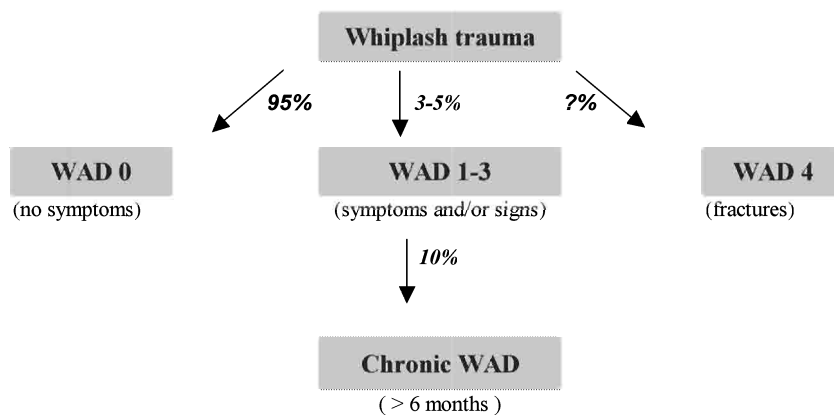 Whiplash trauma
95%
3-5%
?%
WAD 0
WAD 1-3
WAD 4
(no symptoms)
(symptoms and/or signs)
(fractures)
10%
Chronic WAD
( > 6 months )